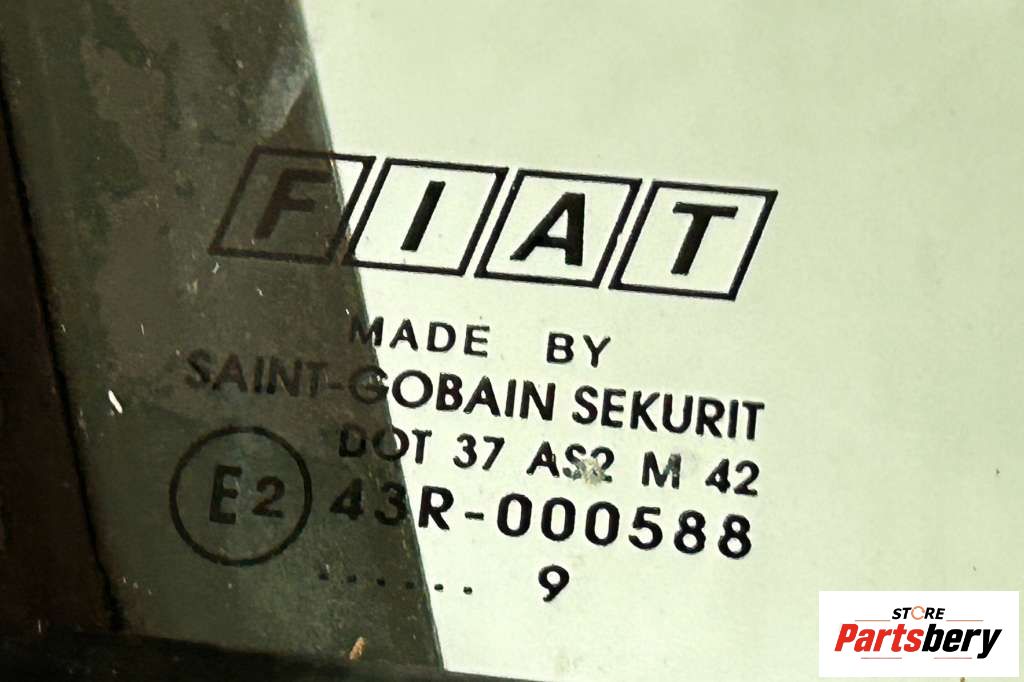 FIAT
MADE BY
SAINT-GOBAIN SEKURIT
DOT 37 AS2 M 42
E2 43R-000588
...... 9
STORE
Partsbery